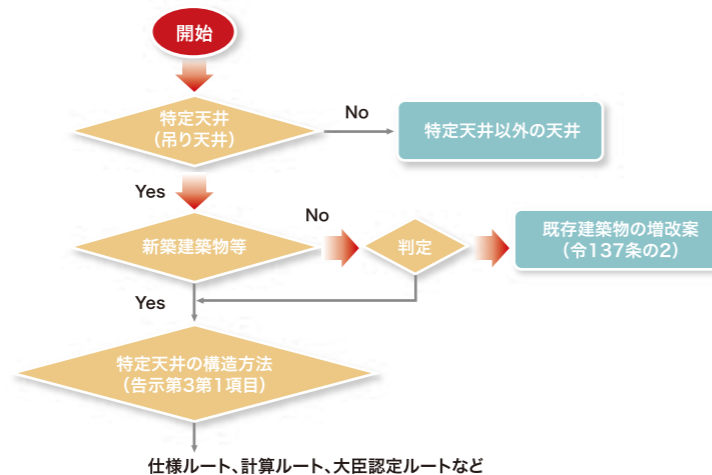 開始
特定天井
（吊り天井）
No
特定天井以外の天井
Yes
新築建築物等
No
判定
既存建築物の増改案
（令137条の2）
Yes
特定天井の構造方法
（告示第3第1項目）
仕様ルート、計算ルート、大臣認定ルートなど